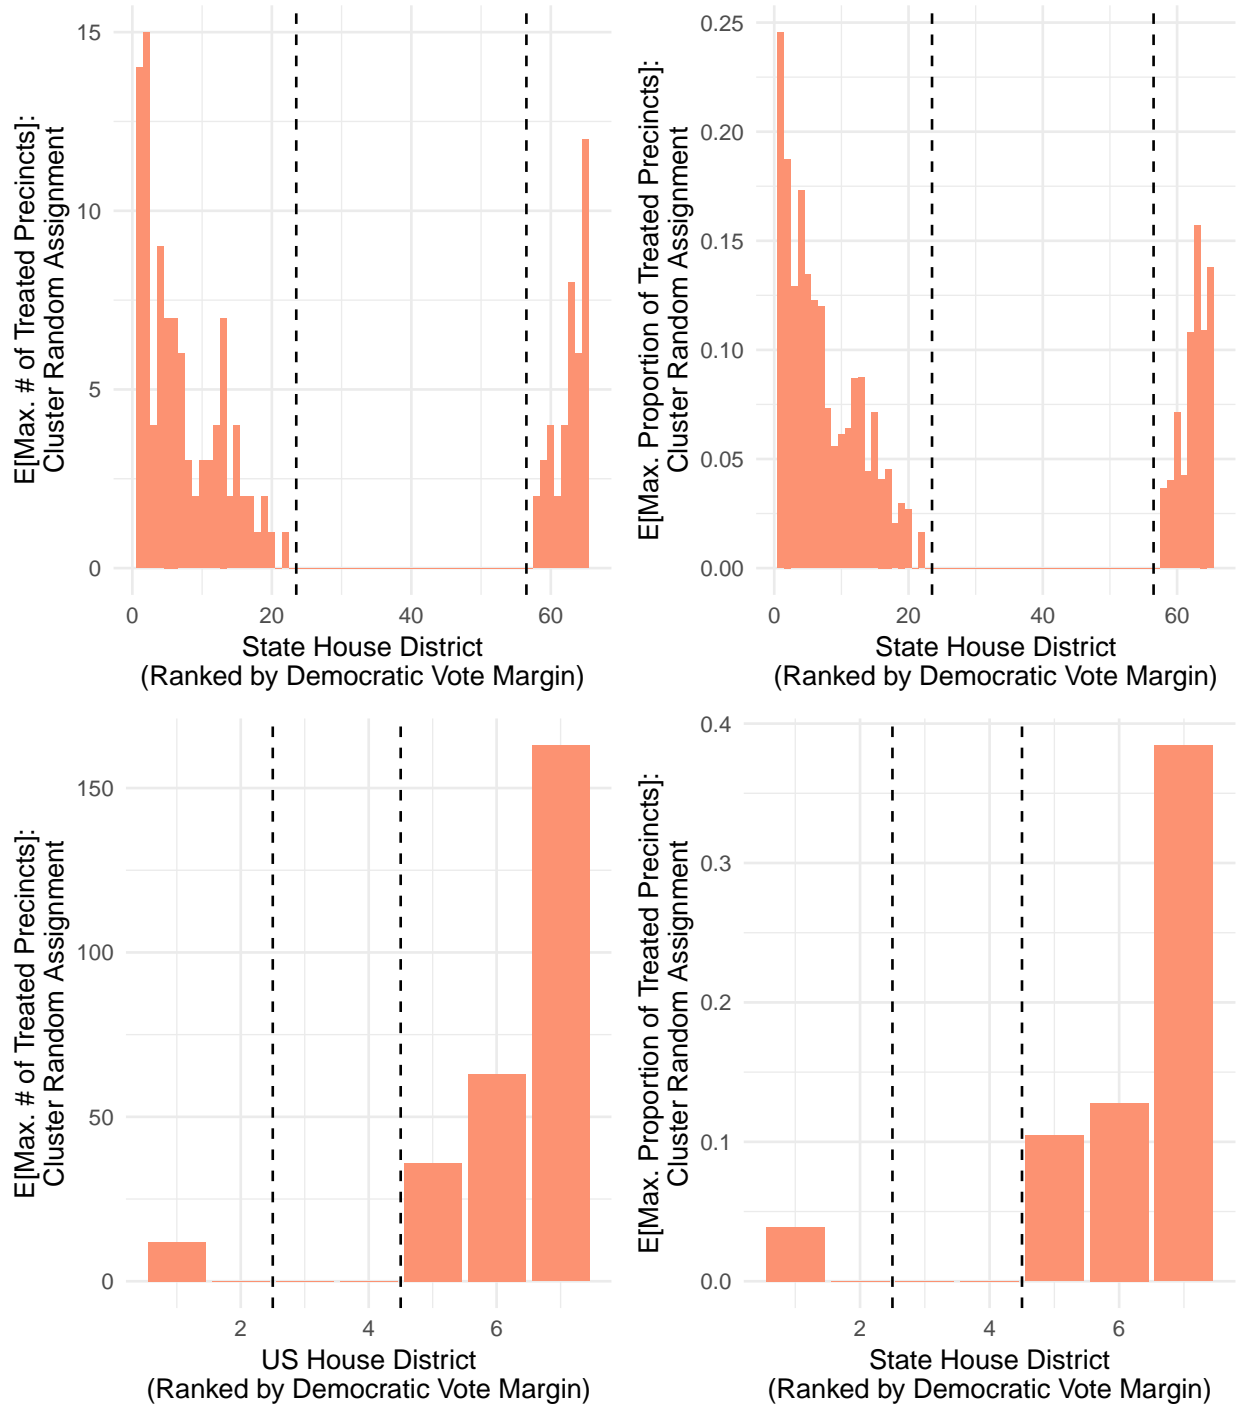 E[Max. # of Treated Precincts]:
Cluster Random Assignment
15
10
5
0
0
20
40
60
State House District
(Ranked by Democratic Vote Margin)
E[Max. Proportion of Treated Precincts]:
Cluster Random Assignment
0.25
0.20
0.15
0.10
0.05
0.00
0
20
40
60
State House District
(Ranked by Democratic Vote Margin)
E[Max. # of Treated Precincts]:
Cluster Random Assignment
150
100
50
0
2
4
6
US House District
(Ranked by Democratic Vote Margin)
E[Max. Proportion of Treated Precincts]:
Cluster Random Assignment
0.4
0.3
0.2
0.1
0.0
2
4
6
State House District
(Ranked by Democratic Vote Margin)